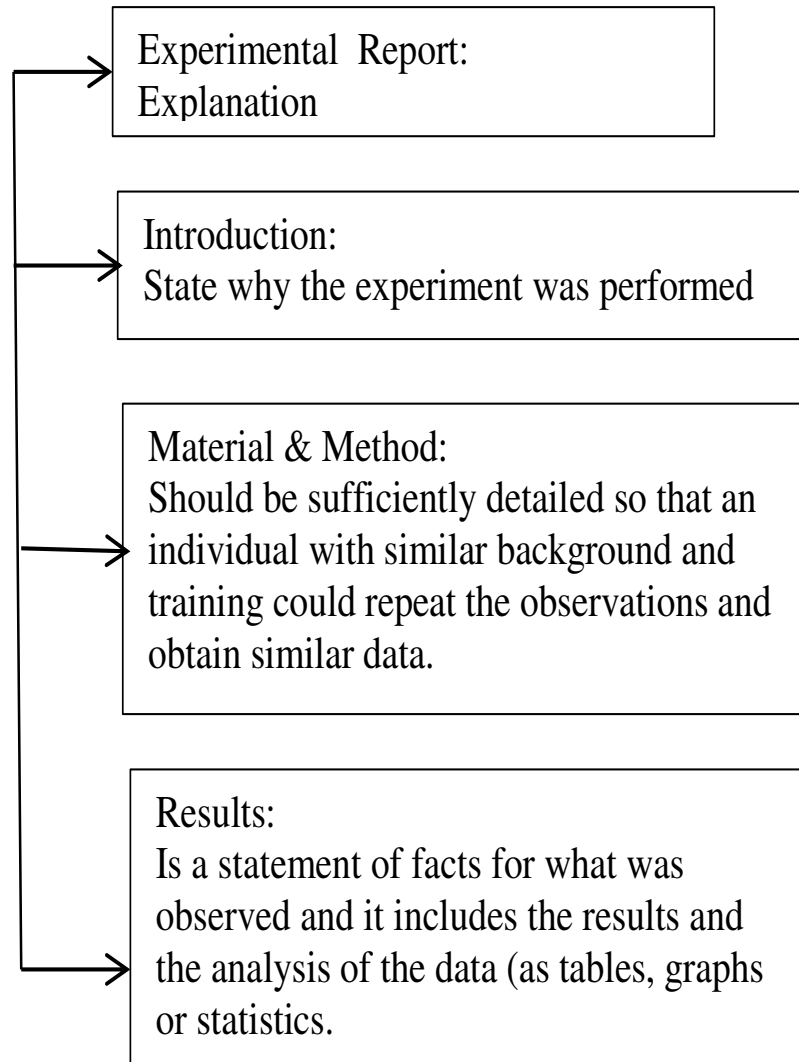 Experimental Report:
Explanation
Introduction:
State why the experiment was performed
Material & Method:
Should be sufficiently detailed so that an
individual with similar background and
training could repeat the observations and
obtain similar data.
Results:
Is a statement of facts for what was
observed and it includes the results and
the analysis of the data (as tables, graphs
or statistics.